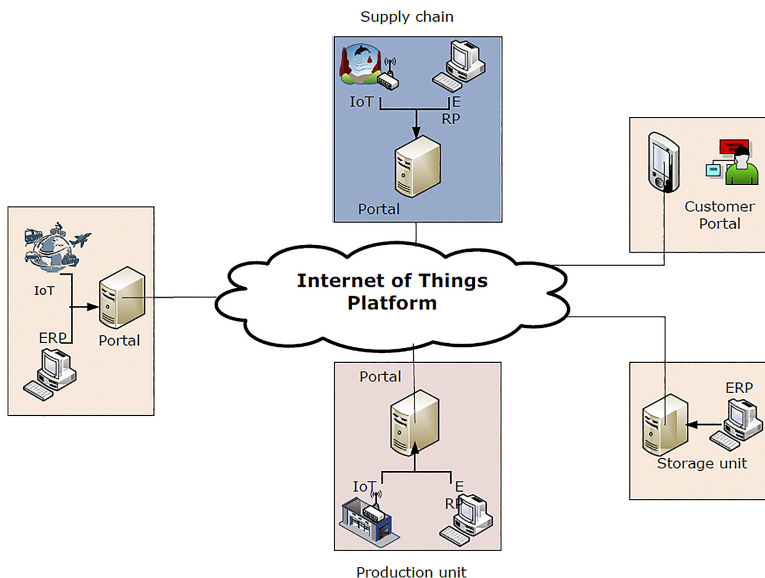 Supply chain
IoT
E
RP
Portal
Customer
Portal
Internet of Things
Platform
IoT
ERP
Portal
Portal
IoT
E
RP
ERP
Storage unit
Production unit